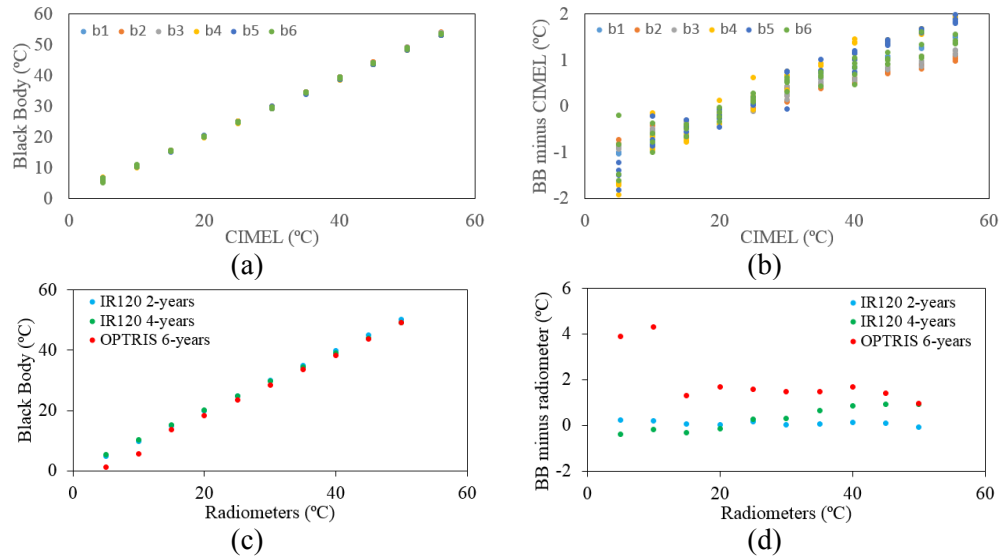 b1 b2 b3 b4 b5 b6
Black Body (ºC)
60
50
40
30
20
10
0
0 20 40 60
CIMEL (ºC)
(a)
b1 b2 b3 b4 b5 b6
BB minus CIMEL (ºC)
2
1
0
-1
-2
0 20 40 60
CIMEL (ºC)
(b)
IR120 2-years
IR120 4-years
OPTRIS 6-years
Black Body (ºC)
60
40
20
0
0 20 40 60
Radiometers (ºC)
(c)
IR120 2-years
IR120 4-years
OPTRIS 6-years
BB minus radiometer (ºC)
6
4
2
0
-2
0 20 40 60
Radiometers (ºC)
(d)